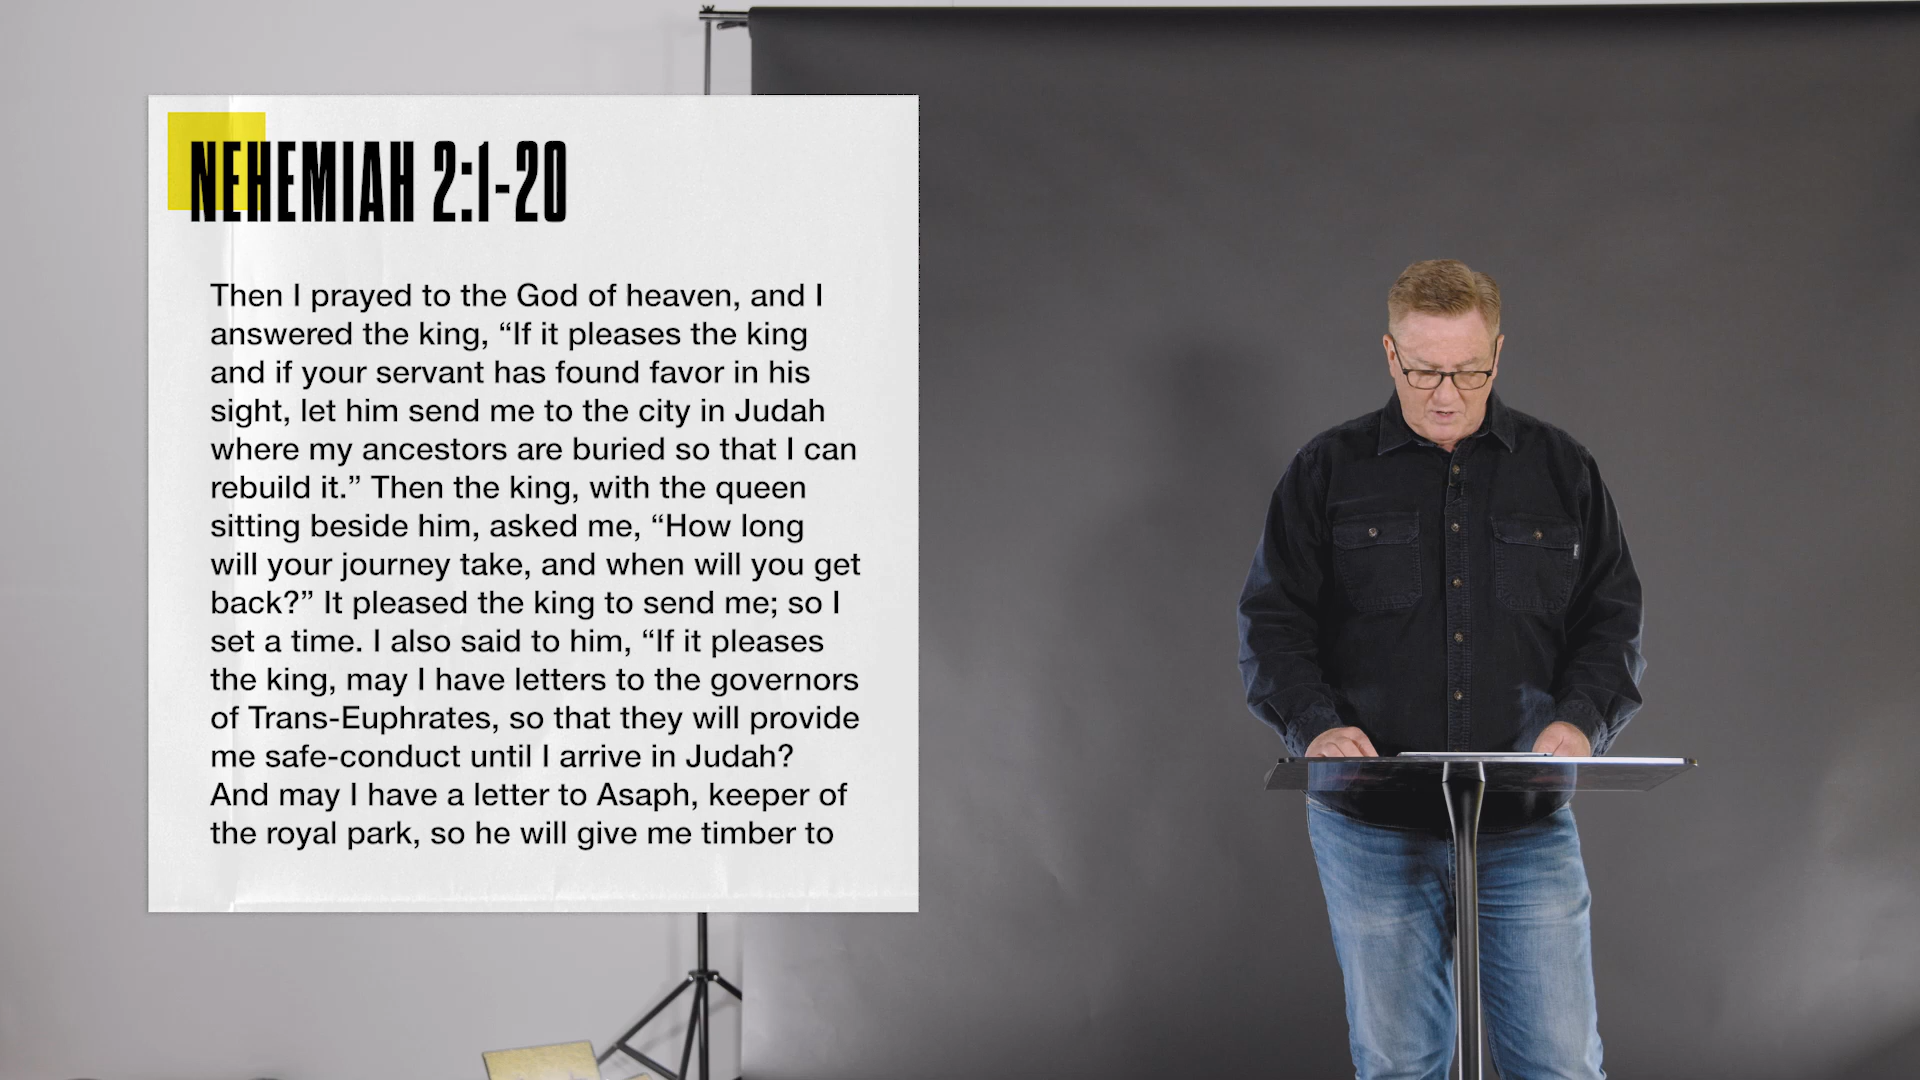 NEHEMIAH 2:1-20
Then I prayed to the God of heaven, and I
answered the king, “If it pleases the king
and if your servant has found favor in his
sight, let him send me to the city in Judah
where my ancestors are buried so that I can
rebuild it.” Then the king, with the queen
sitting beside him, asked me, “How long
will your journey take, and when will you get
back?” It pleased the king to send me; so I
set a time. I also said to him, “If it pleases
the king, may I have letters to the governors
of Trans-Euphrates, so that they will provide
me safe-conduct until I arrive in Judah?
And may I have a letter to Asaph, keeper of
the royal park, so he will give me timber to